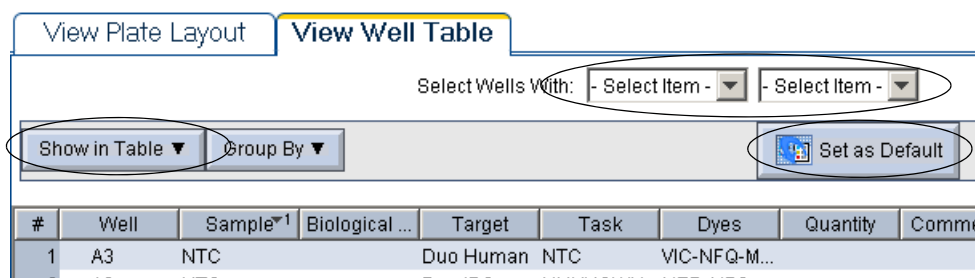 View Plate Layout View Well Table
Select Wells With: - Select Item - - Select Item -
Show in Table ▼ Group By ▼ Set as Default
# Well Sample 1 Biological ... Target Task Dyes Quantity Comme
1 A3 NTC Duo Human NTC VIC-NFQ-M...